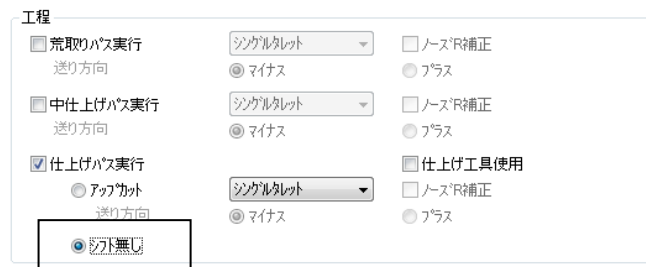 工程
荒取りパス実行 シングルタレット ノーズR補正
送り方向 マイナス プラス
中仕上げパス実行 シングルタレット ノーズR補正
送り方向 マイナス プラス
仕上げパス実行 仕上げ工具使用
アップカット シングルタレット ノーズR補正
送り方向 マイナス プラス
シフト無し